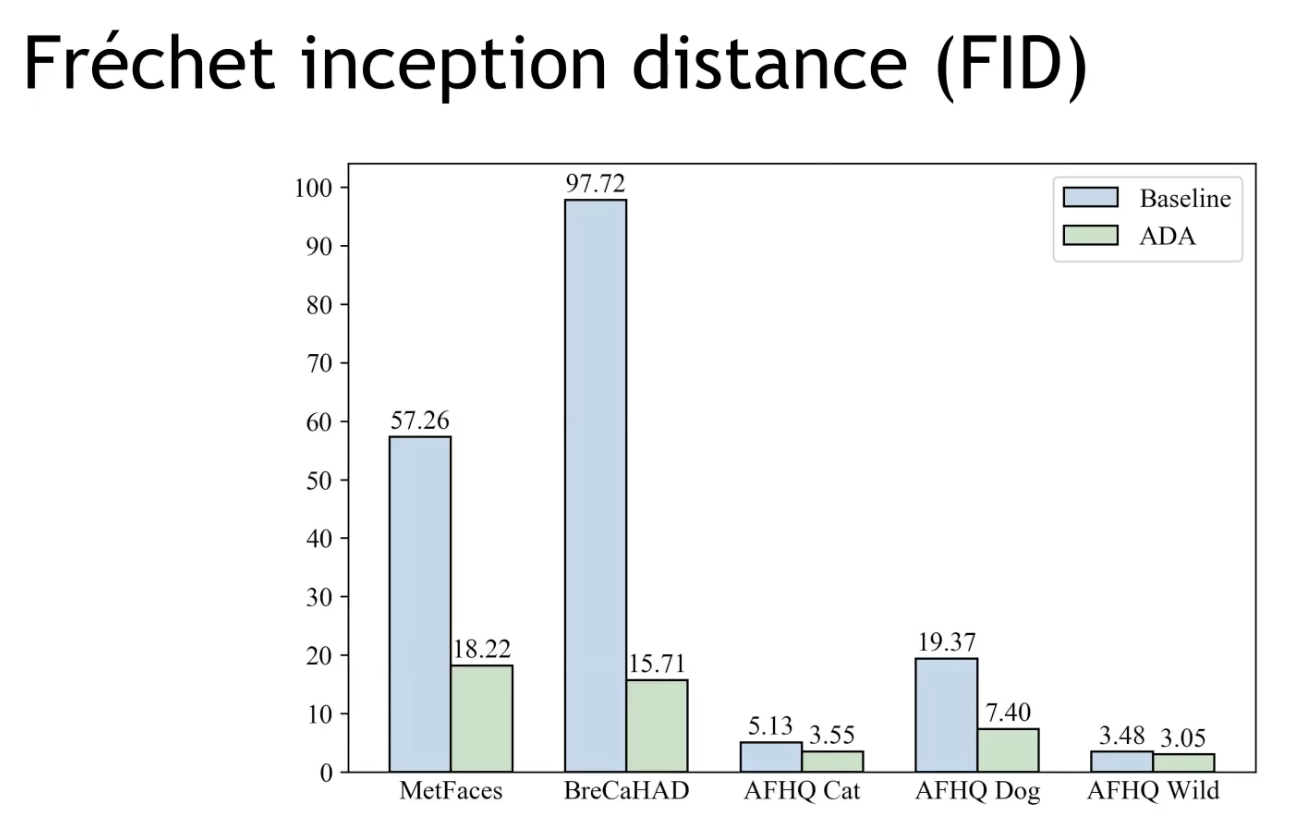 Fréchet inception distance (FID)
Baseline
ADA
100
90
80
70
60
50
40
30
20
10
0
57.26
18.22
97.72
15.71
5.13
3.55
19.37
7.40
3.48
3.05
MetFaces
BreCaHAD
AFHQ Cat
AFHQ Dog
AFHQ Wild